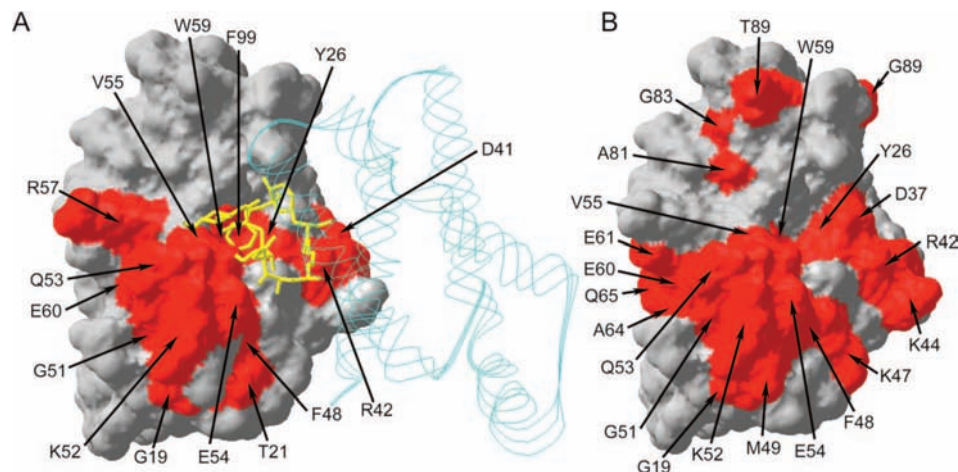 A
W59
F99
Y26
V55
D41
R57
Q53
E60
G51
K52
G19
E54
T21
F48
R42
B
T89
W59
G89
G83
A81
Y26
D37
V55
E61
R42
E60
Q65
A64
K44
Q53
K47
G51
F48
G19
K52
M49
E54